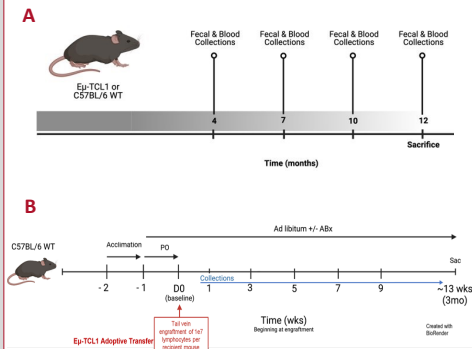 A
Fecal & Blood
Collections
Fecal & Blood
Collections
Fecal & Blood
Collections
Fecal & Blood
Collections
Eμ-TCL1 or
C57BL/6 WT
4 7 10 12
Sacrifice
Time (months)
B
Ad libitum +/- ABx
C57BL/6 WT
Acclimation
PO
Sac
Collections
- 2 - 1 D0 1 3 5 7 9 ~13 wks
(baseline)
(3mo)
Time (wks)
Beginning at engraftment
Eμ-TCL1 Adoptive Transfer
Tail vein
engraftment of 1e7
lymphocytes per
recipient mouse
Created with
BioRender